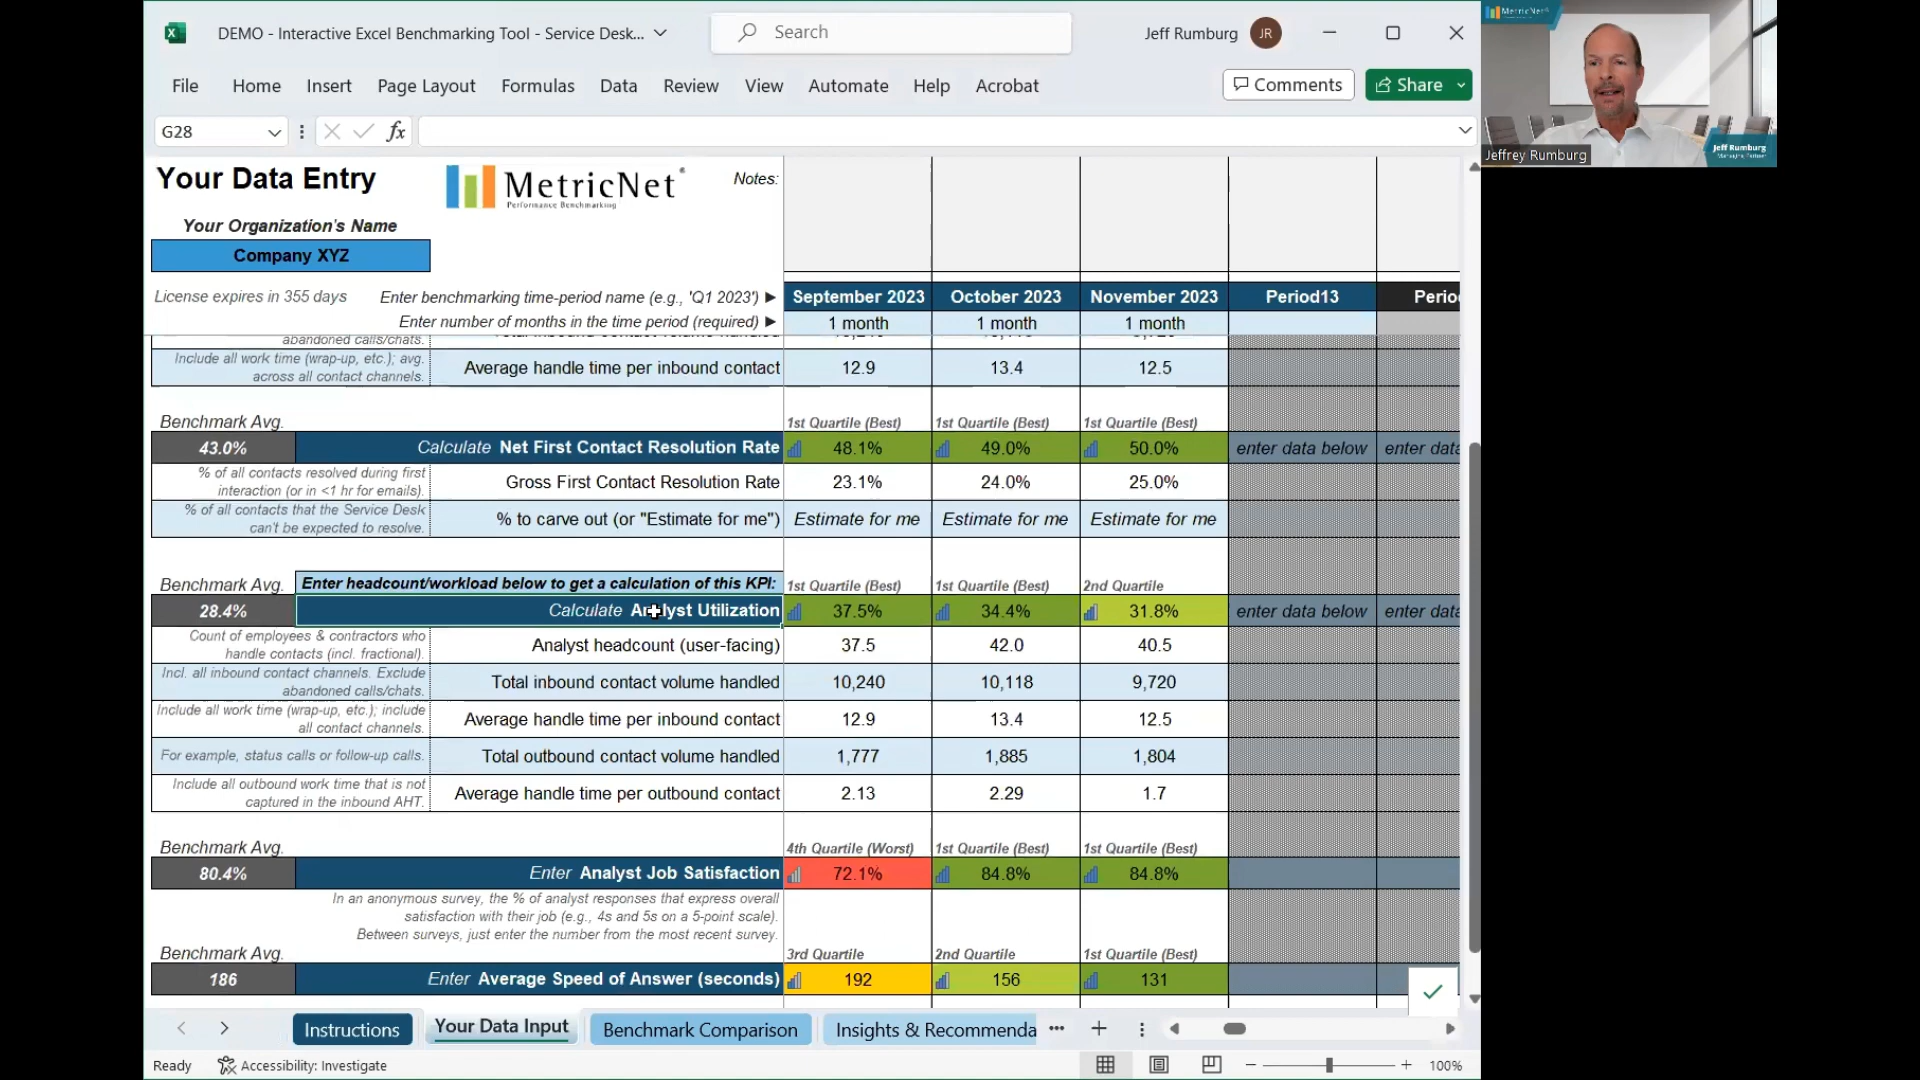 DEMO - Interactive Excel Benchmarking Tool - Service Desk...
Search
Jeff Rumburg
JR
File Home Insert Page Layout Formulas Data Review View Automate Help Acrobat
Comments
Share
G28
fx
Your Data Entry
MetricNet
Performance Benchmarking
Notes:
Your Organization's Name
Company XYZ
License expires in 355 days
Enter benchmarking time-period name (e.g., 'Q1 2023') ▶ September 2023 October 2023 November 2023 Period13 Perio
Enter number of months in the time period (required) ▶ 1 month 1 month 1 month
abandoned calls/chats.
Include all work time (wrap-up, etc.); avg.
across all contact channels.
Average handle time per inbound contact 12.9 13.4 12.5
Benchmark Avg. 1st Quartile (Best) 1st Quartile (Best) 1st Quartile (Best)
43.0% Calculate Net First Contact Resolution Rate 48.1% 49.0% 50.0% enter data below enter data
% of all contacts resolved during first
interaction (or in <1 hr for emails).
Gross First Contact Resolution Rate 23.1% 24.0% 25.0%
% of all contacts that the Service Desk
can't be expected to resolve.
% to carve out (or "Estimate for me") Estimate for me Estimate for me Estimate for me
Benchmark Avg. Enter headcount/workload below to get a calculation of this KPI: 1st Quartile (Best) 1st Quartile (Best) 2nd Quartile
28.4% Calculate Analyst Utilization 37.5% 34.4% 31.8% enter data below enter data
Count of employees & contractors who
handle contacts (incl. fractional).
Analyst headcount (user-facing) 37.5 42.0 40.5
Incl. all inbound contact channels. Exclude
abandoned calls/chats.
Total inbound contact volume handled 10,240 10,118 9,720
Include all work time (wrap-up, etc.); include
all contact channels.
Average handle time per inbound contact 12.9 13.4 12.5
For example, status calls or follow-up calls. Total outbound contact volume handled 1,777 1,885 1,804
Include all outbound work time that is not
captured in the inbound AHT.
Average handle time per outbound contact 2.13 2.29 1.7
Benchmark Avg. 4th Quartile (Worst) 1st Quartile (Best) 1st Quartile (Best)
80.4% Enter Analyst Job Satisfaction 72.1% 84.8% 84.8%
In an anonymous survey, the % of analyst responses that express overall
satisfaction with their job (e.g., 4s and 5s on a 5-point scale).
Between surveys, just enter the number from the most recent survey.
Benchmark Avg. 3rd Quartile 2nd Quartile 1st Quartile (Best)
186 Enter Average Speed of Answer (seconds) 192 156 131
Instructions Your Data Input Benchmark Comparison Insights & Recommenda
Ready Accessibility: Investigate 100%
MetricNet
Jeff Rumburg
Managing Partner
Jeffrey Rumburg